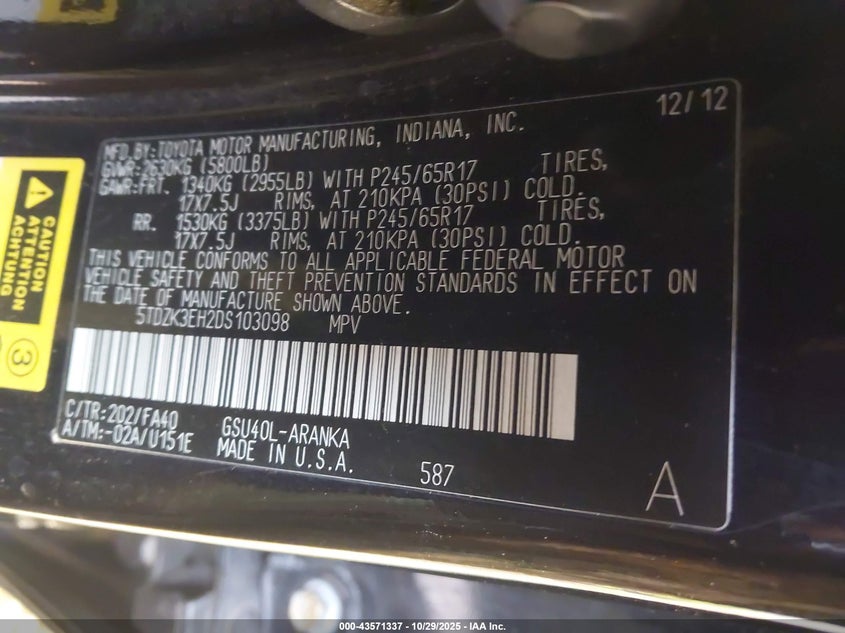 12/12
MFD.BY:TOYOTA MOTOR MANUFACTURING, INDIANA, INC.
GVWR:2630KG (5800LB)
GAWR:FRT. 1340KG (2955LB) WITH P245/65R17 TIRES,
17X7.5J RIMS, AT 210KPA (30PSI) COLD.
RR. 1530KG (3375LB) WITH P245/65R17 TIRES,
17X7.5J RIMS, AT 210KPA (30PSI) COLD.
THIS VEHICLE CONFORMS TO ALL APPLICABLE FEDERAL MOTOR
VEHICLE SAFETY AND THEFT PREVENTION STANDARDS IN EFFECT ON
THE DATE OF MANUFACTURE SHOWN ABOVE.
5TDZK3EH2DS103098 MPV
C/TR:202/FA40 GSU40L-ARANKA
A/TM:-02A/U151E MADE IN U.S.A.
587
A
CAUTION
ATTENTION
ACHTUNG
3
000-43571337 - 10/29/2025 - IAA Inc.